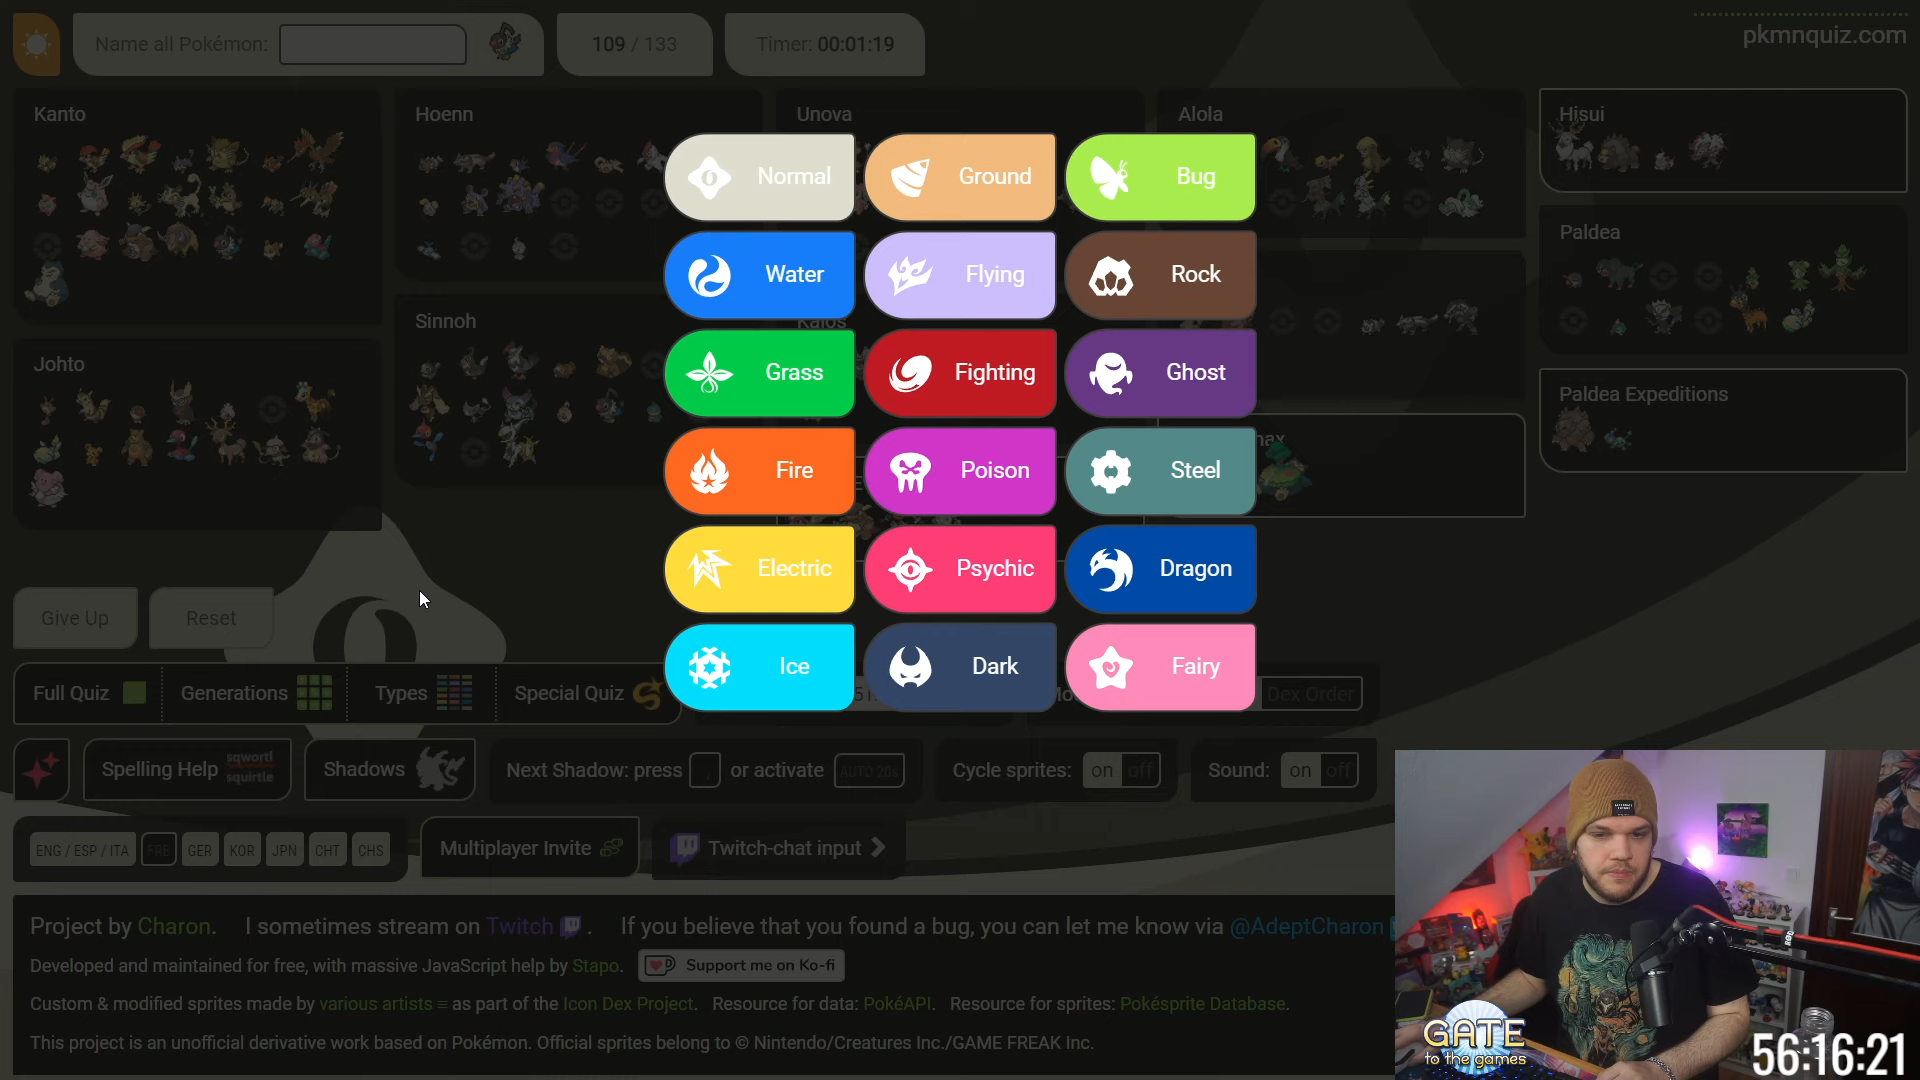 Name all Pokémon:
109 / 133
Timer: 00:01:19
pkmnquiz.com
Kanto
Hoenn
Unova
Alola
Hisui
Normal
Ground
Bug
Paldea
Water
Flying
Rock
Sinnoh
Kalos
Johto
Grass
Fighting
Ghost
Paldea Expeditions
Fire
Poison
Steel
Electric
Psychic
Dragon
Give Up
Reset
Ice
Dark
Fairy
Full Quiz
Generations
Types
Special Quiz
Dex Order
Spelling Help
sqwortl
squirtle
Shadows
Next Shadow: press , or activate AUTO 20s
Cycle sprites: on off
Sound: on off
ENG / ESP / ITA
FRE
GER
KOR
JPN
CHT
CHS
Multiplayer Invite
Twitch-chat input
Project by Charon. I sometimes stream on Twitch . If you believe that you found a bug, you can let me know via @AdeptCharon
Developed and maintained for free, with massive JavaScript help by Stapo. Support me on Ko-fi
Custom & modified sprites made by various artists ≡ as part of the Icon Dex Project. Resource for data: PokéAPI. Resource for sprites: Pokésprite Database.
This project is an unofficial derivative work based on Pokémon. Official sprites belong to © Nintendo/Creatures Inc./GAME FREAK Inc.
GATE
to the games
56:16:21